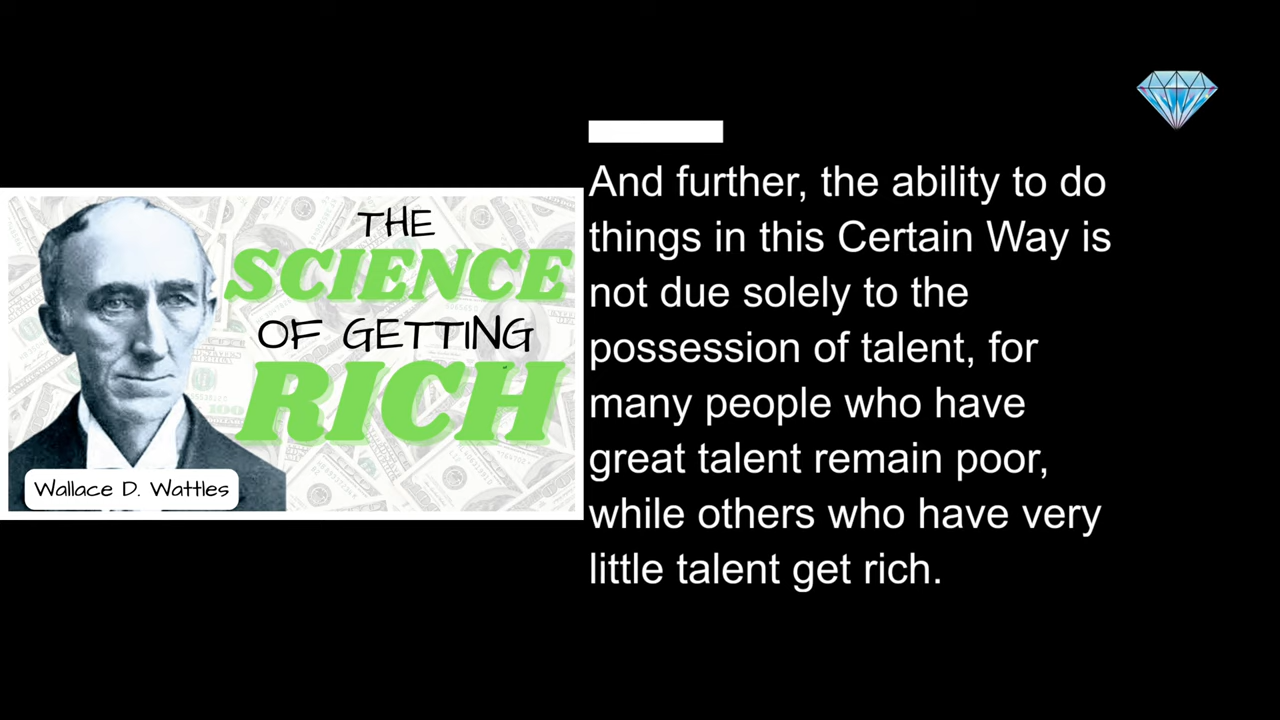 THE
SCIENCE
OF GETTING
RICH
Wallace D. Wattles
And further, the ability to do
things in this Certain Way is
not due solely to the
possession of talent, for
many people who have
great talent remain poor,
while others who have very
little talent get rich.